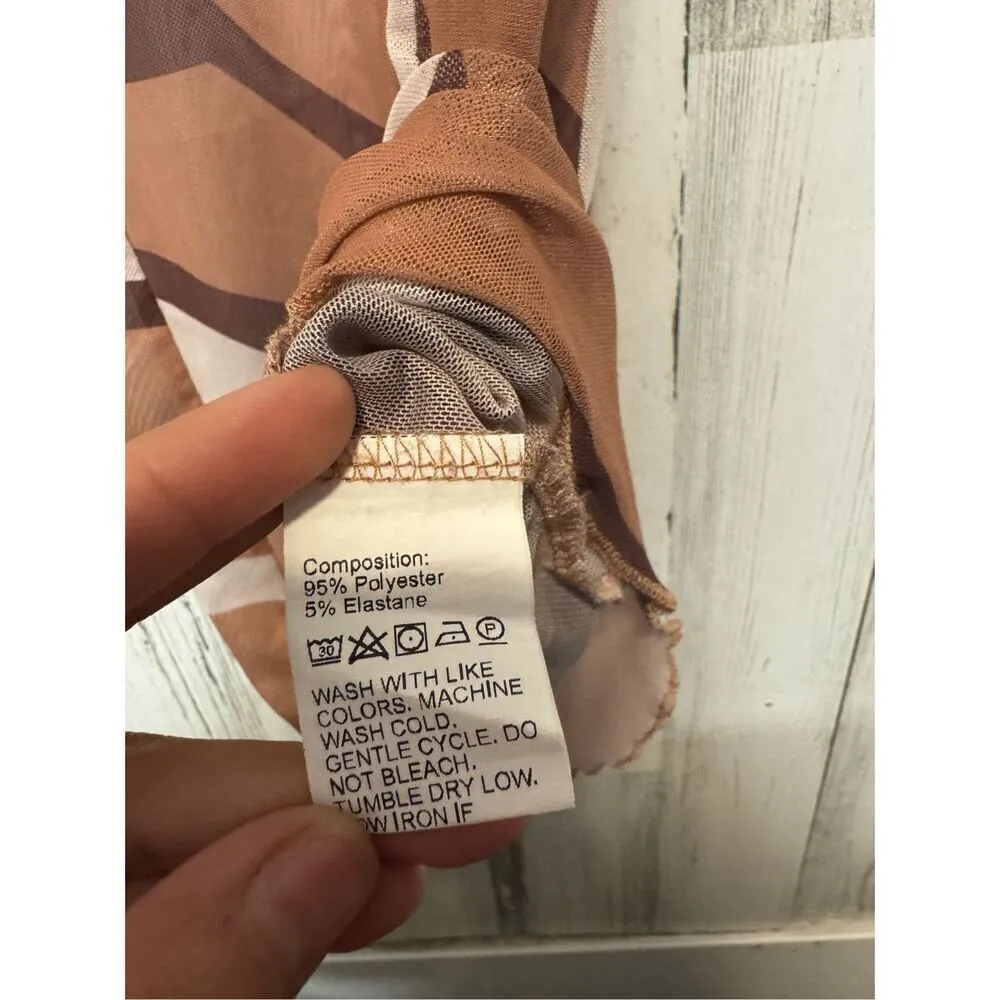 Composition:
95% Polyester
5% Elastane
30 P
WASH WITH LIKE
COLORS. MACHINE
WASH COLD.
GENTLE CYCLE. DO
NOT BLEACH.
TUMBLE DRY LOW.
IRON IF